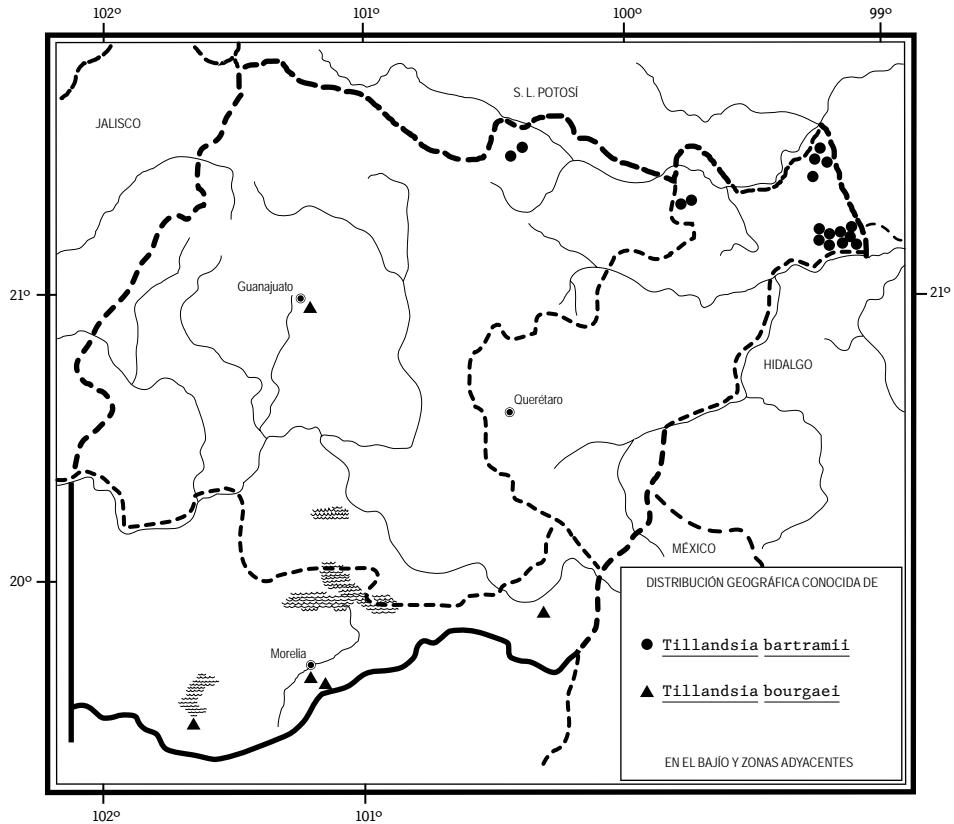 102º 101º 100º 99º
S. L. POTOSÍ
JALISCO
Guanajuato
21º 21º
HIDALGO
Querétaro
MÉXICO
20º
DISTRIBUCIÓN GEOGRÁFICA CONOCIDA DE
Tillandsia bartramii
Morelia
Tillandsia bourgaei
EN EL BAJÍO Y ZONAS ADYACENTES
102º 101º